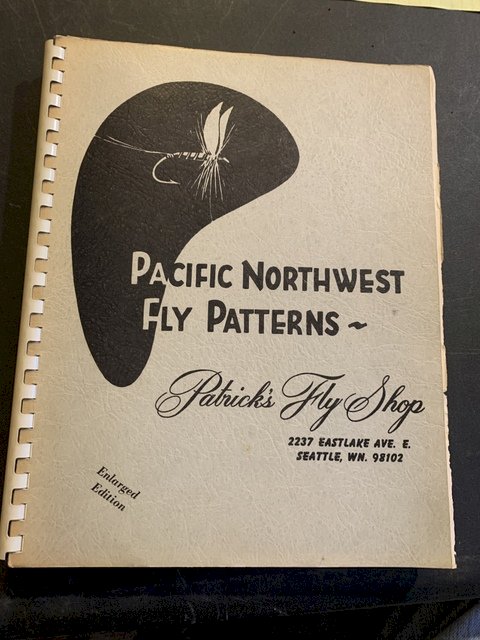 PACIFIC NORTHWEST
FLY PATTERNS ~
Patrick's Fly Shop
2237 EASTLAKE AVE. E.
SEATTLE, WN. 98102
Enlarged
Edition